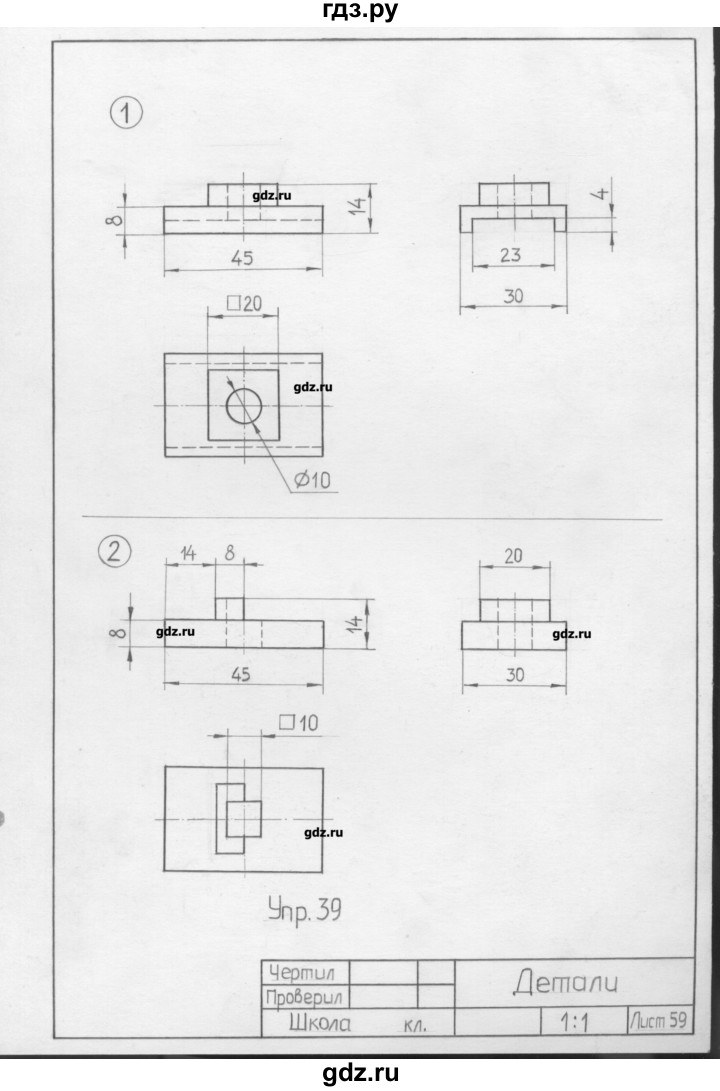 гдз.ру
1
gdz.ru
8
14
45
4
23
30
□20
gdz.ru
Ø10
2
14 8
20
gdz.ru
8
14
gdz.ru
45
30
□10
gdz.ru
Упр. 39
Чертил
Проверил
Детали
Школа кл.
1:1
Лист 59
gdz.ru